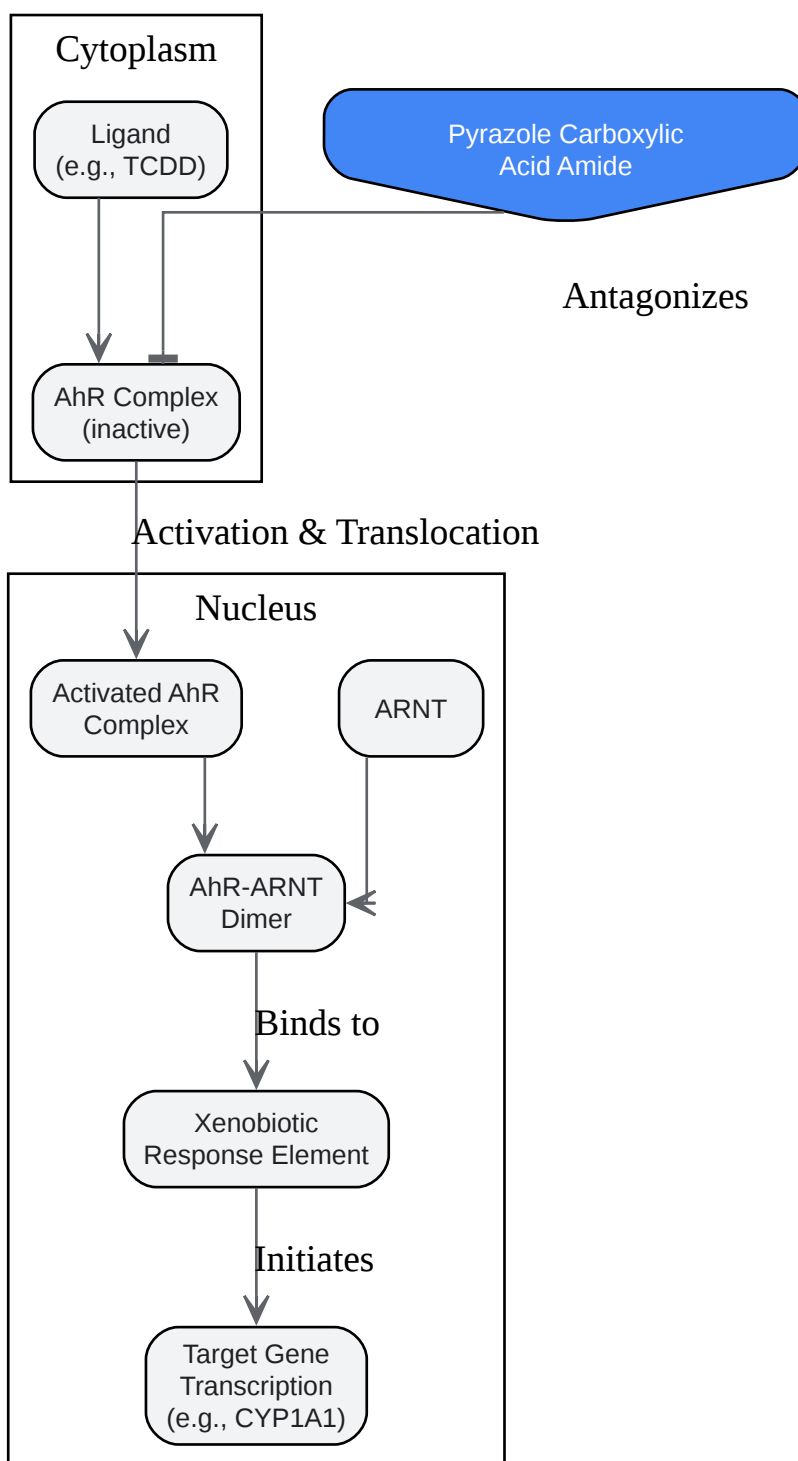 Cytoplasm
Ligand
(e.g., TCDD)
Pyrazole Carboxylic
Acid Amide
Antagonizes
AhR Complex
(inactive)
Activation & Translocation
Nucleus
Activated AhR
Complex
ARNT
AhR-ARNT
Dimer
Binds to
Xenobiotic
Response Element
Initiates
Target Gene
Transcription
(e.g., CYP1A1)